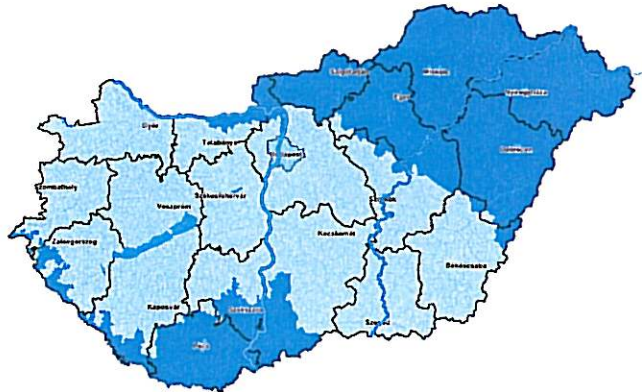 Salgótarján
Miskolc
Eger
Nyíregyháza
Győr
Tatabánya
Budapest
Debrecen
Szombathely
Veszprém
Székesfehérvár
Szolnok
Zalaegerszeg
Kecskemét
Békéscsaba
Kaposvár
Szekszárd
Szeged
Pécs